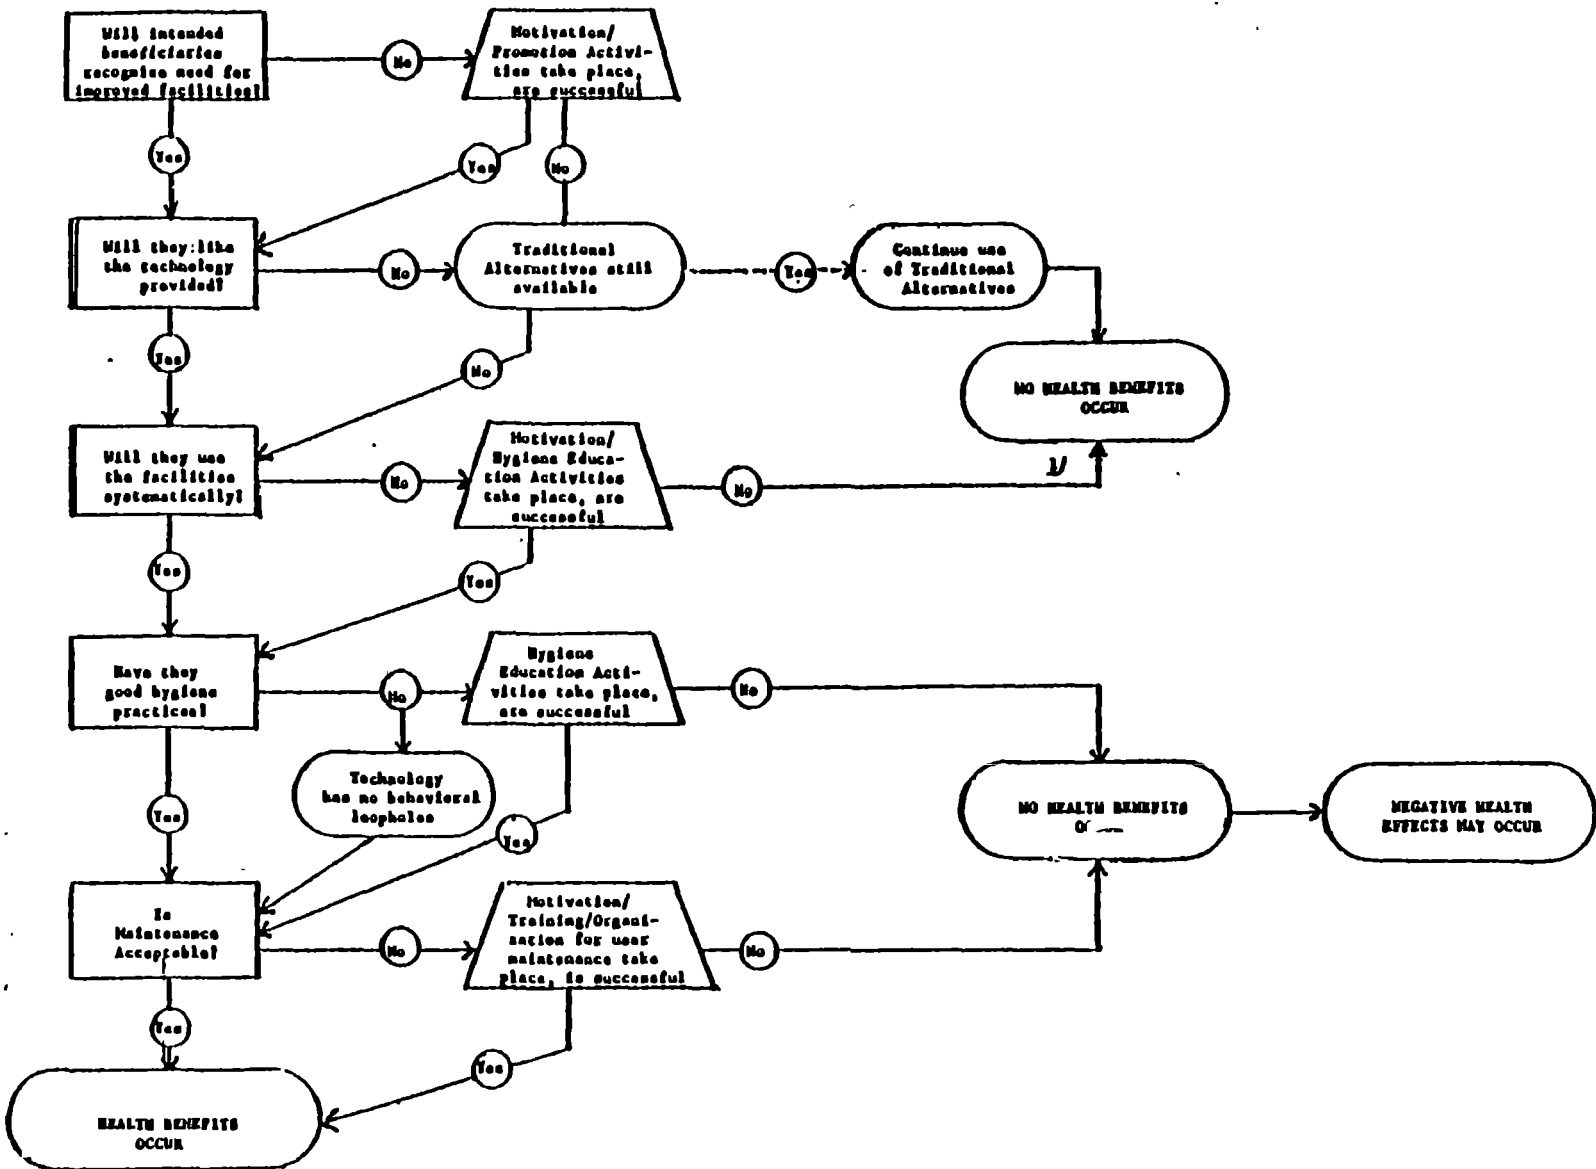 Will intended
beneficiaries
recognise need for
improved facilities?
No
Motivation/
Promotion Activi-
ties take place,
are successful
Yes
Yes
No
Will they like
the technology
provided?
No
Traditional
Alternatives still
available
Yes
Continue use
of Traditional
Alternatives
Yes
No
NO HEALTH BENEFITS
OCCUR
Will they use
the facilities
systematically?
No
Motivation/
Hygiene Educa-
tion Activities
take place, are
successful
No
1/
Yes
Yes
Have they
good hygiene
practices?
No
Hygiene
Education Acti-
vities take place,
are successful
No
Technology
has no behavioral
loopholes
Yes
Yes
NO HEALTH BENEFITS
NEGATIVE HEALTH
EFFECTS MAY OCCUR
Is
Maintenance
Acceptable?
No
Motivation/
Training/Organi-
sation for user
maintenance take
place, is successful
No
Yes
Yes
HEALTH BENEFITS
OCCUR